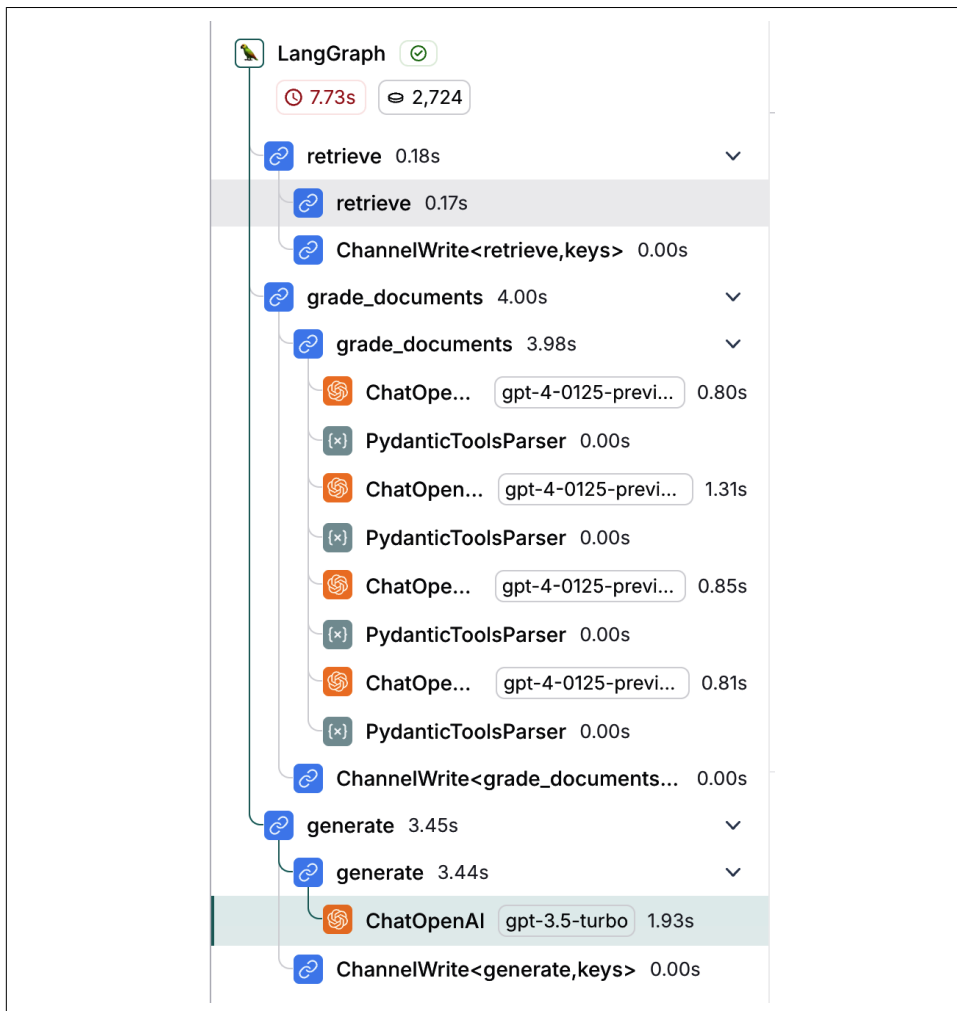 LangGraph
7.73s 2,724
retrieve 0.18s
retrieve 0.17s
ChannelWrite<retrieve,keys> 0.00s
grade_documents 4.00s
grade_documents 3.98s
ChatOpe... gpt-4-0125-previ... 0.80s
{x} PydanticToolsParser 0.00s
ChatOpen... gpt-4-0125-previ... 1.31s
{x} PydanticToolsParser 0.00s
ChatOpe... gpt-4-0125-previ... 0.85s
{x} PydanticToolsParser 0.00s
ChatOpe... gpt-4-0125-previ... 0.81s
{x} PydanticToolsParser 0.00s
ChannelWrite<grade_documents... 0.00s
generate 3.45s
generate 3.44s
ChatOpenAI gpt-3.5-turbo 1.93s
ChannelWrite<generate,keys> 0.00s